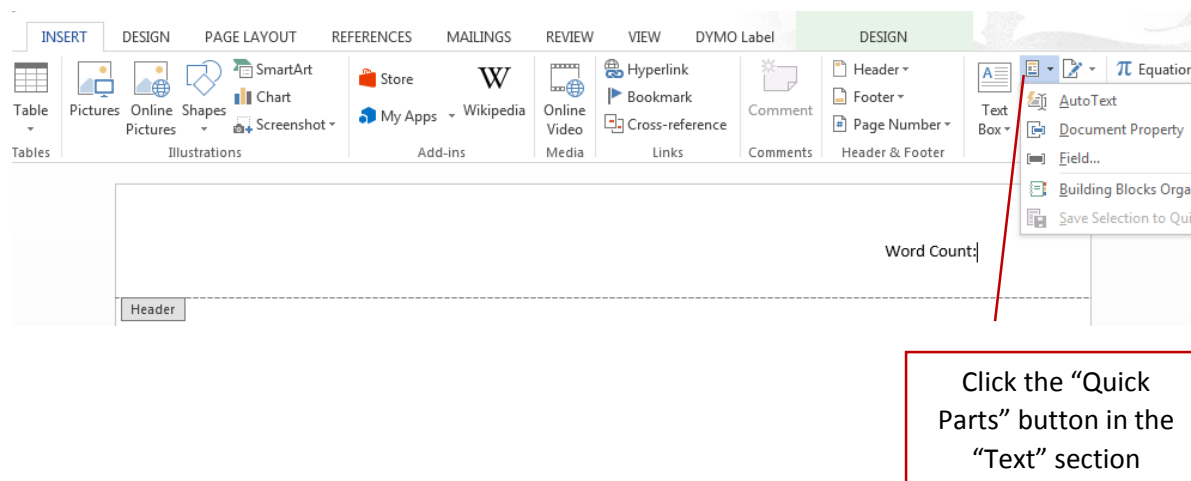 INSERT DESIGN PAGE LAYOUT REFERENCES MAILINGS REVIEW VIEW DYMO Label DESIGN
Table
Pictures
Online
Pictures
Shapes
SmartArt
Chart
Screenshot
Store
My Apps
W
Wikipedia
Online
Video
Hyperlink
Bookmark
Cross-reference
Comment
Header
Footer
# Page Number
A
Text
Box
π Equation
AutoText
Document Property
Field...
Building Blocks Orga
Save Selection to Qui
Tables Illustrations Add-ins Media Links Comments Header & Footer
Word Count:
Header
Click the “Quick
Parts” button in the
“Text” section